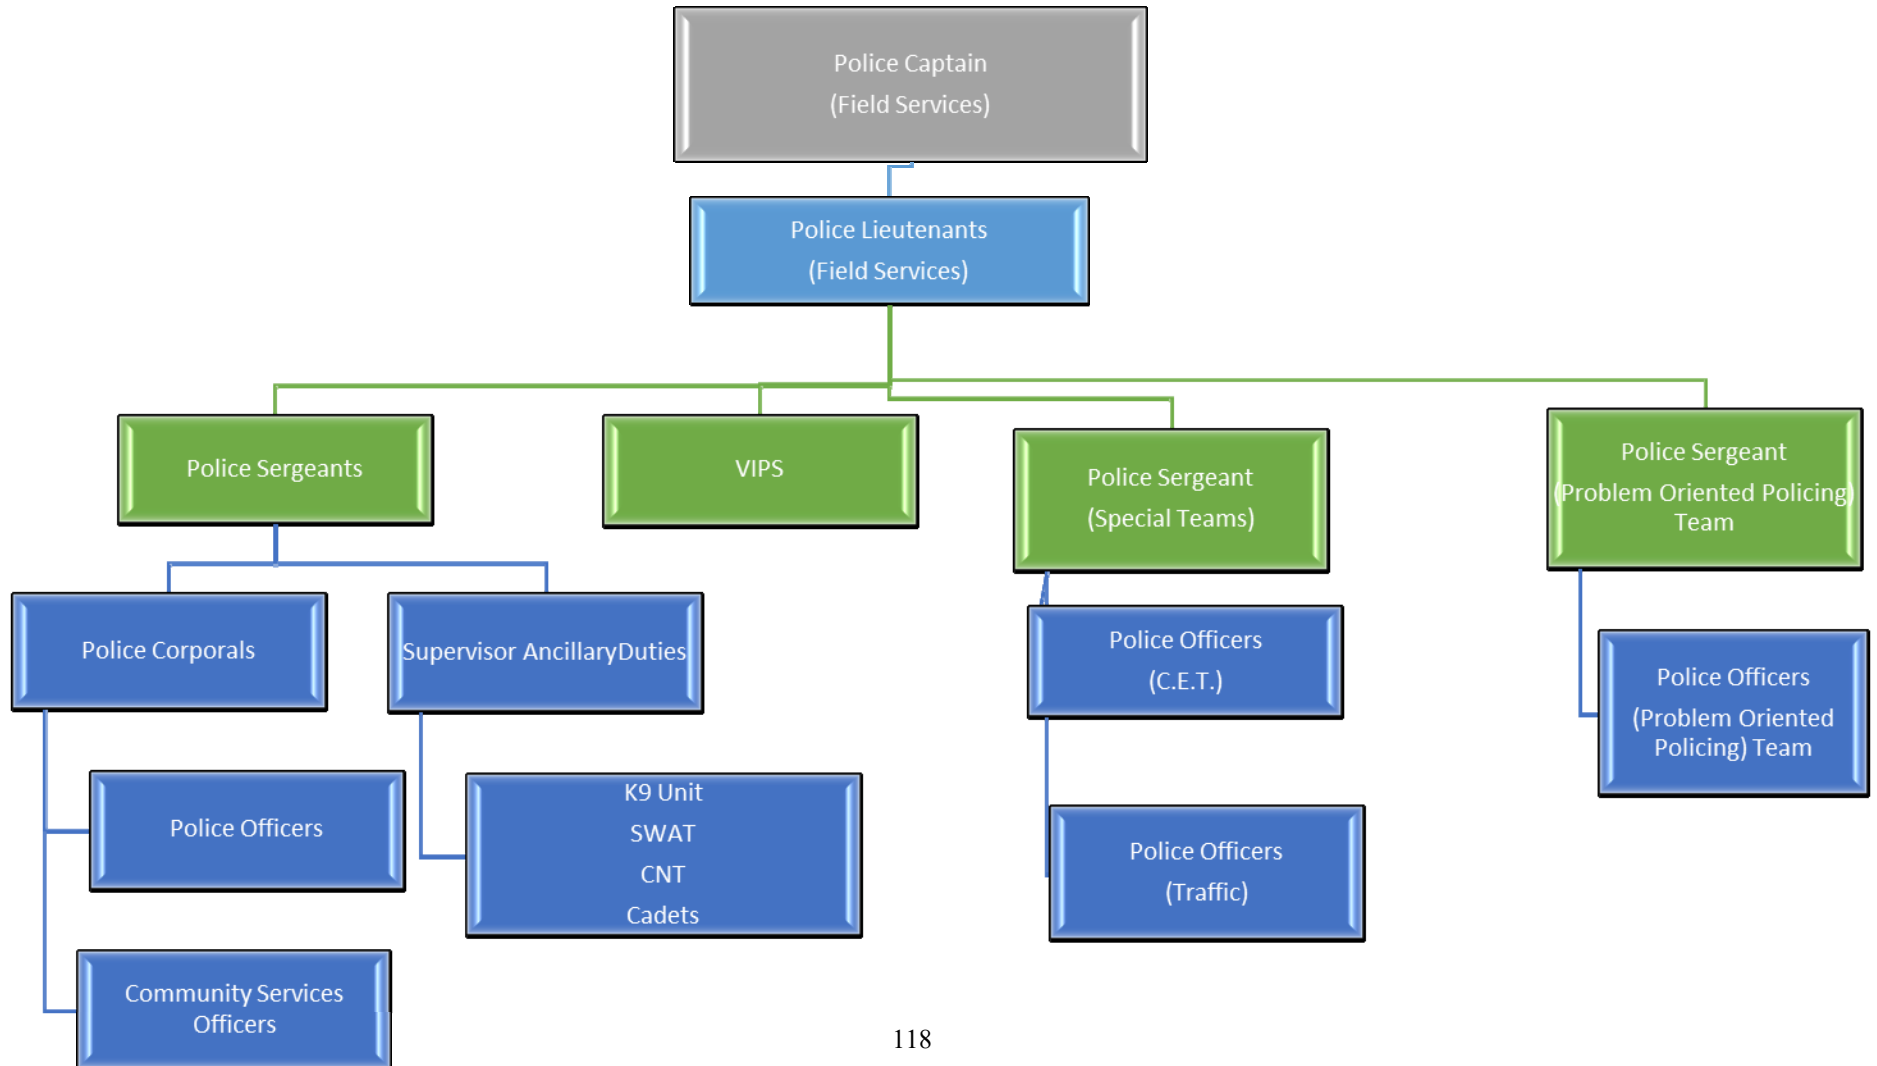 Police Captain
(Field Services)
Police Lieutenants
(Field Services)
Police Sergeants
VIPS
Police Sergeant
(Special Teams)
Police Sergeant
(Problem Oriented Policing)
Team
Police Corporals
Supervisor AncillaryDuties
Police Officers
(C.E.T.)
Police Officers
(Problem Oriented
Policing) Team
Police Officers
K9 Unit
SWAT
CNT
Cadets
Police Officers
(Traffic)
Community Services
Officers
118